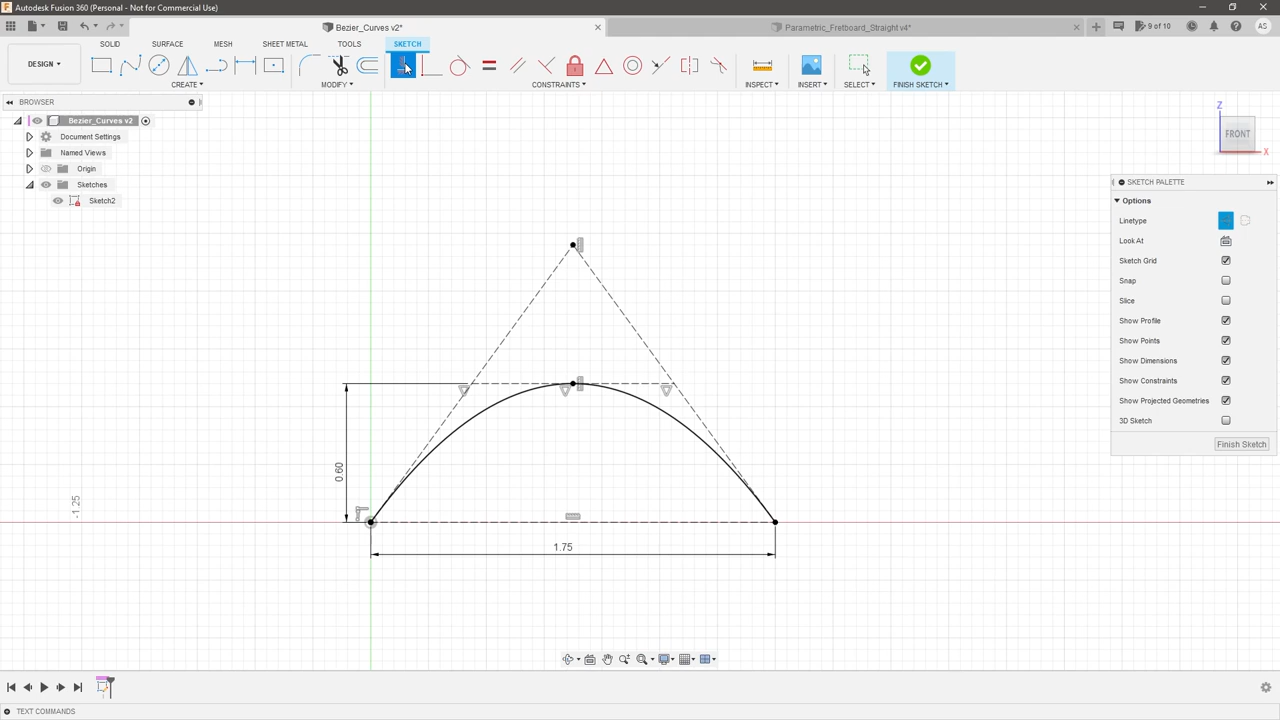 Autodesk Fusion 360 (Personal - Not for Commercial Use)
Bezier_Curves v2*
Parametric_Fretboard_Straight v4*
9 of 10
AS
DESIGN
SOLID
SURFACE
MESH
SHEET METAL
TOOLS
SKETCH
CREATE
MODIFY
CONSTRAINTS
INSPECT
INSERT
SELECT
FINISH SKETCH
BROWSER
Bezier_Curves v2
Document Settings
Named Views
Origin
Sketches
Sketch2
Z
FRONT
X
SKETCH PALETTE
Options
Linetype
Look At
Sketch Grid
Snap
Slice
Show Profile
Show Points
Show Dimensions
Show Constraints
Show Projected Geometries
3D Sketch
Finish Sketch
0.60
-1.25
1.75
TEXT COMMANDS